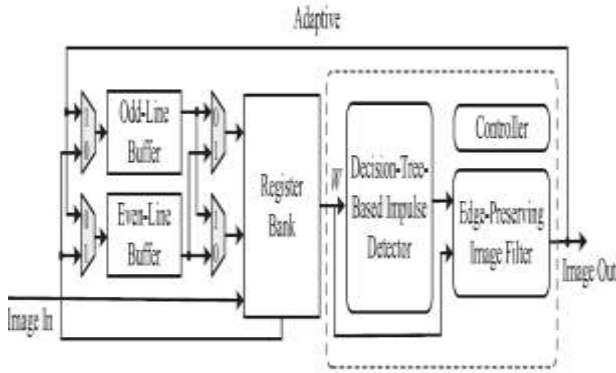 Adaptive
Odd-Line
Buffer
Even-Line
Buffer
Register
Bank
W
Decision-Tree-
Based Impulse
Detector
Controller
Edge-Preserving
Image Filter
Image In
Image Out